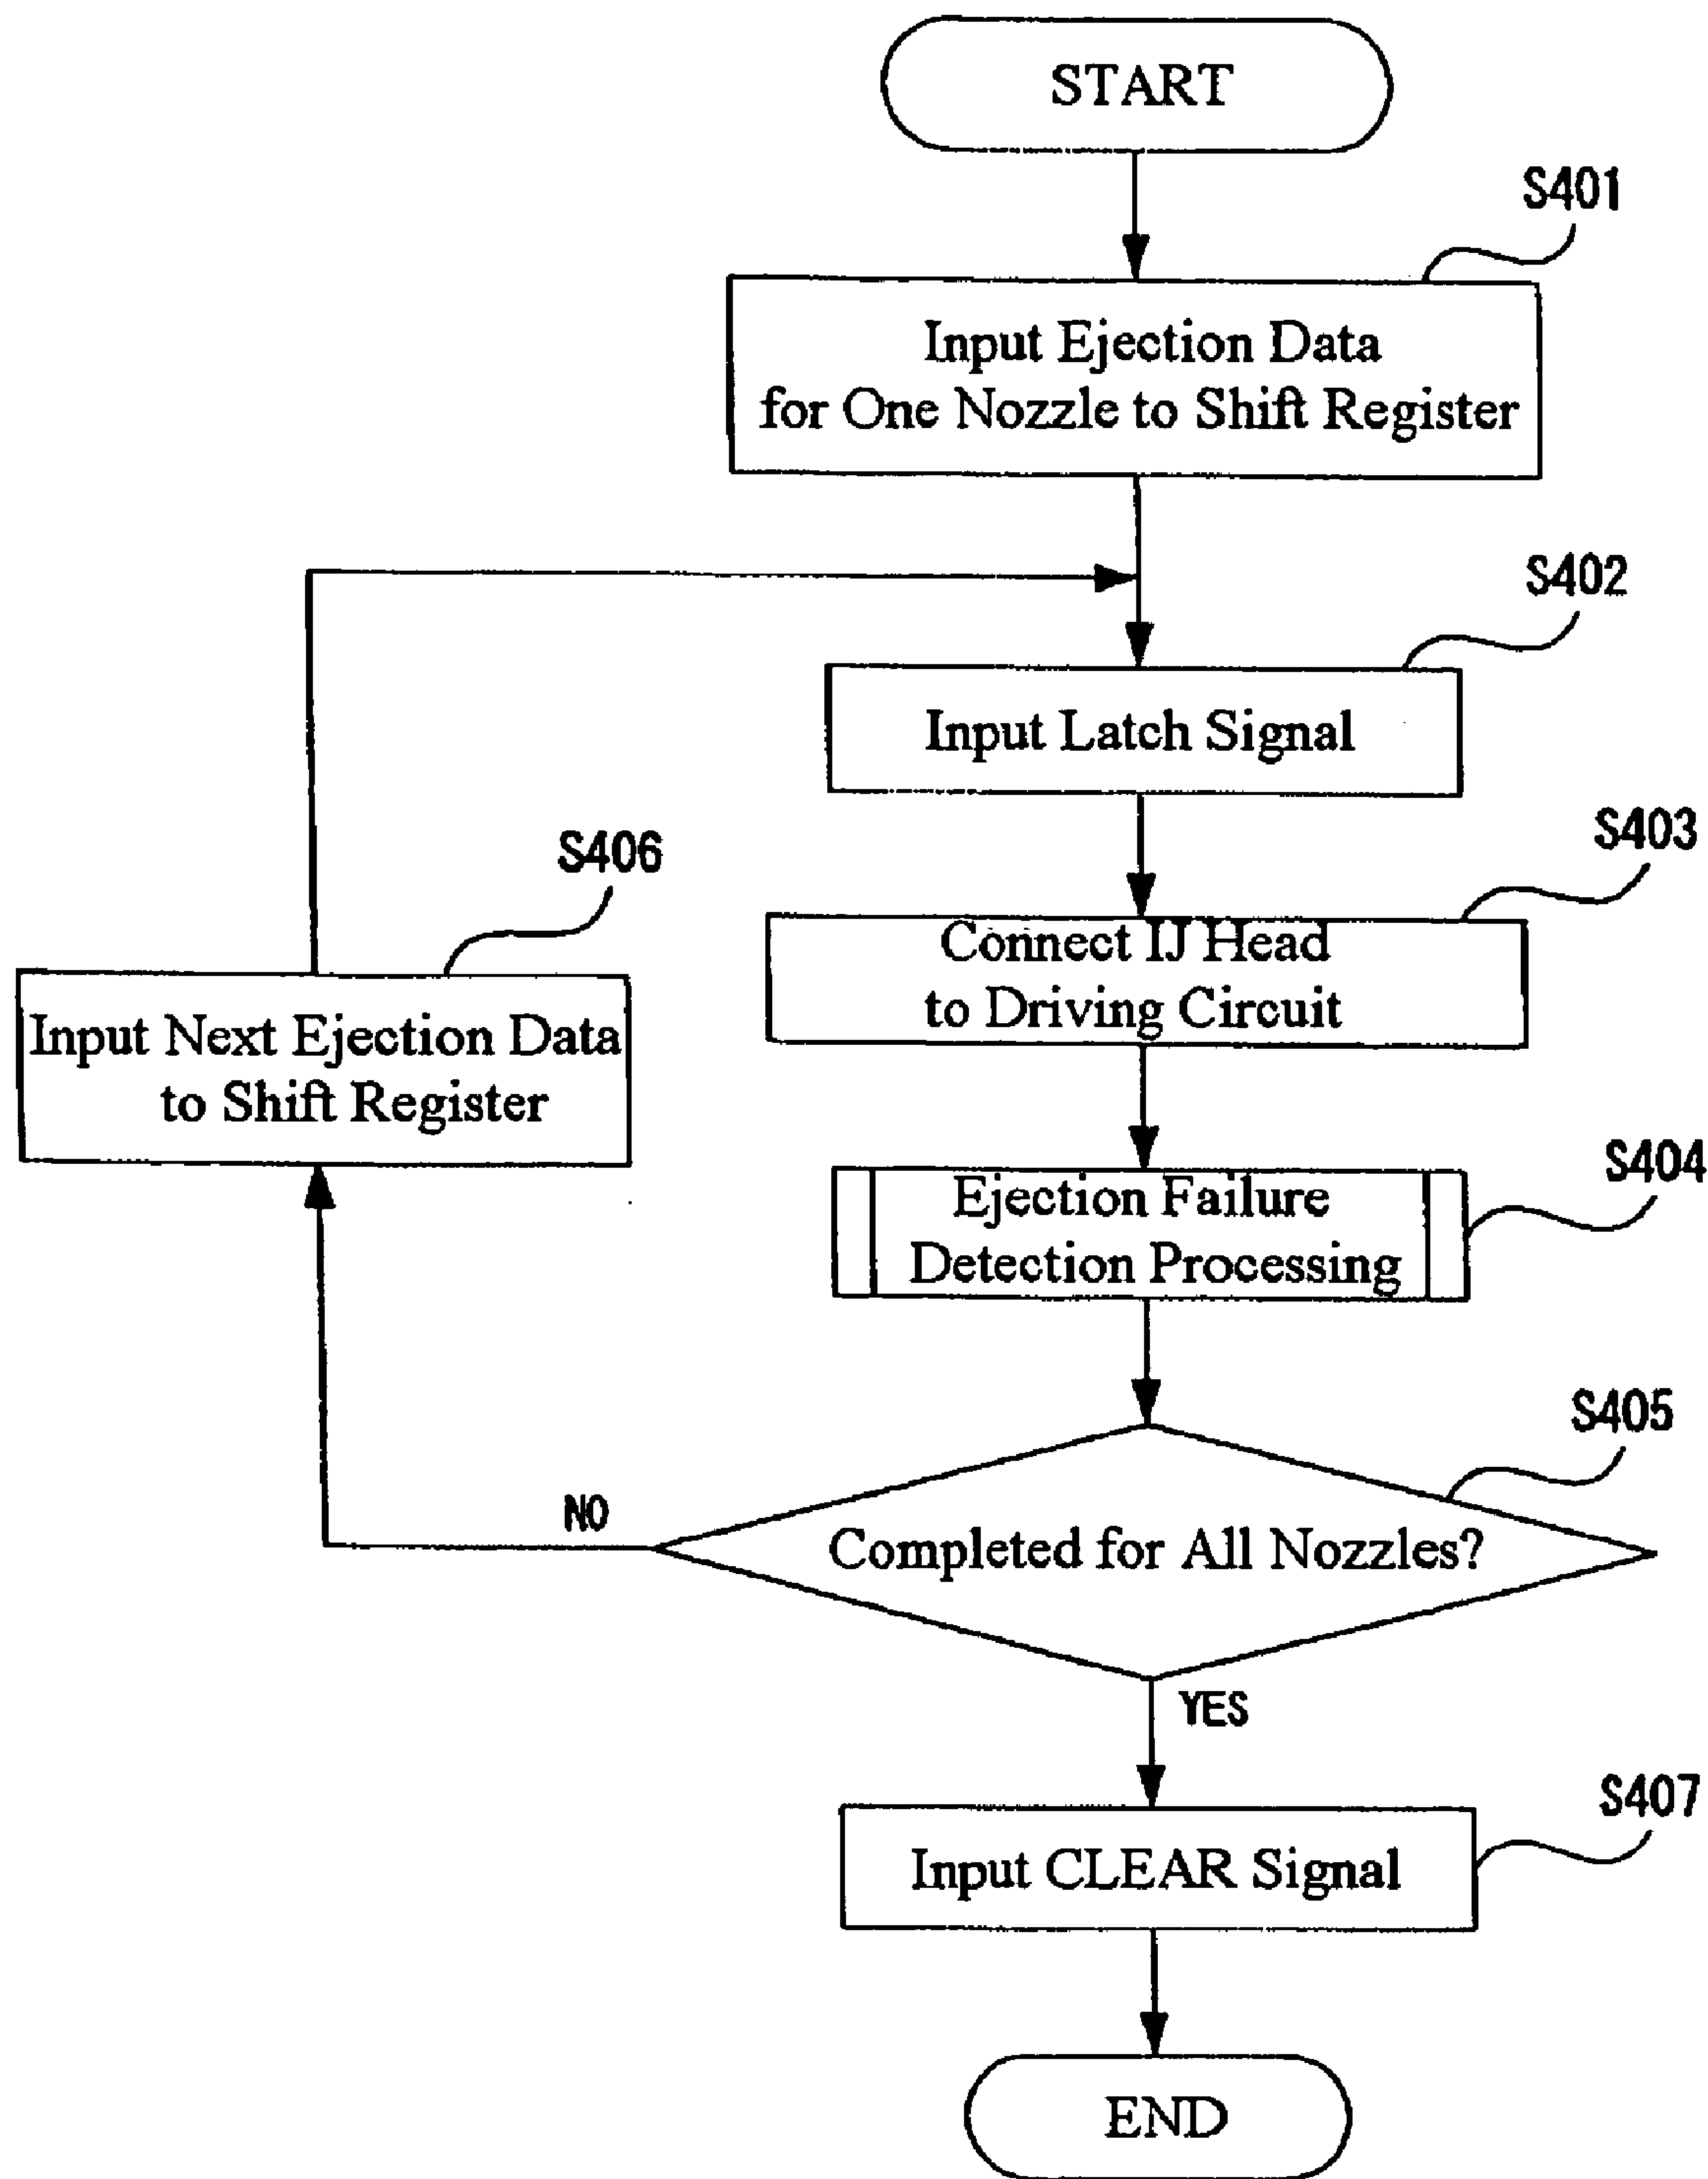 START
S401
Input Ejection Data
for One Nozzle to Shift Register
S402
Input Latch Signal
S403
Connect IJ Head
to Driving Circuit
S406
Input Next Ejection Data
to Shift Register
S404
Ejection Failure
Detection Processing
S405
Completed for All Nozzles?
NO
YES
S407
Input CLEAR Signal
END